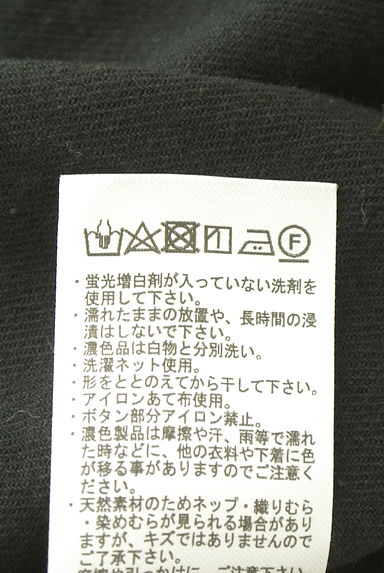 F
・蛍光増白剤が入っていない洗剤を
使用して下さい。
・濡れたままの放置や、長時間の浸
漬はしないで下さい。
・濃色品は白物と分別洗い。
・洗濯ネット使用。
・形をととのえてから干して下さい。
・アイロンあて布使用。
・ボタン部分アイロン禁止。
・濃色製品は摩擦や汗、雨等で濡れ
た時などに、他の衣料や下着に色
が移る事がありますのでご注意く
ださい。
・天然素材のためネップ・織りむら
・染めむらが見られる場合があり
ますが、キズではありませんので
ご了承下さい。